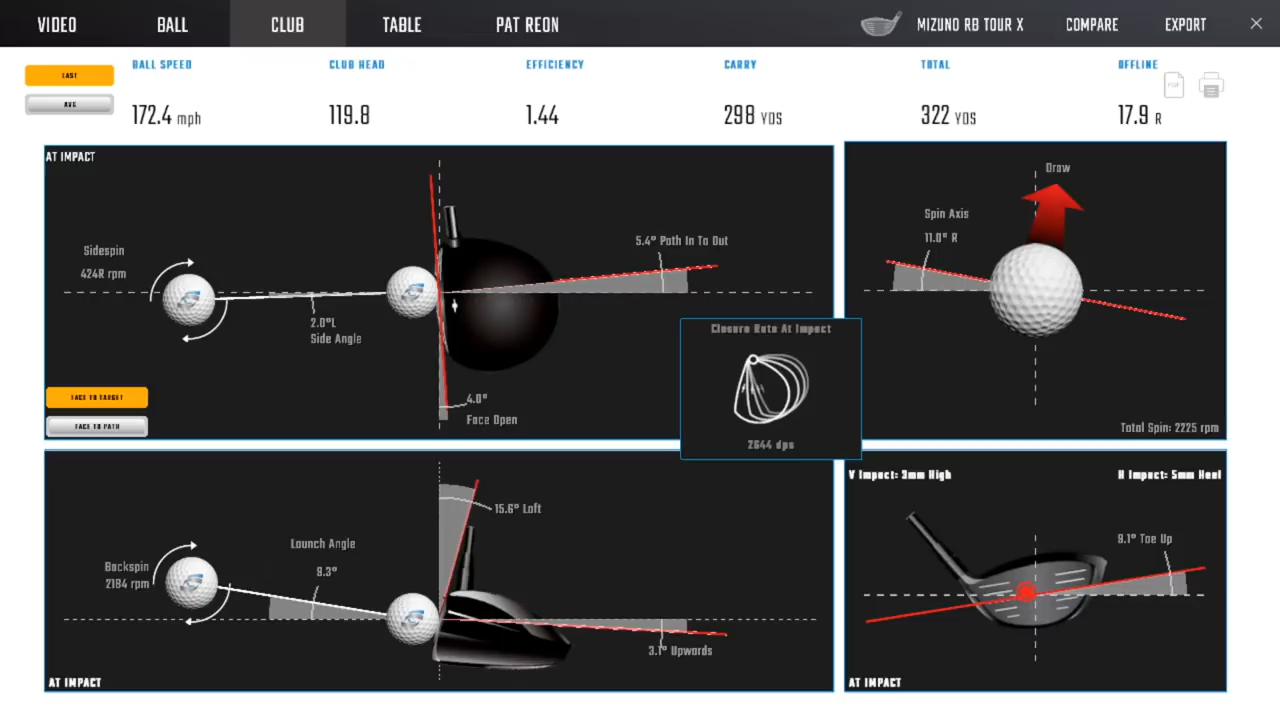 VIDEO
BALL
CLUB
TABLE
PAT REON
MIZUNO RB TOUR X
COMPARE
EXPORT
LAST
AVG
BALL SPEED
172.4 mph
CLUB HEAD
119.8
EFFICIENCY
1.44
CARRY
298 YDS
TOTAL
322 YDS
OFFLINE
17.9 R
PDF
AT IMPACT
Sidespin
424R rpm
2.0°L
Side Angle
5.4° Path In To Out
4.0°
Face Open
FACE TO TARGET
FACE TO PATH
Closure Rate At Impact
2644 dps
Draw
Spin Axis
11.0° R
Total Spin: 2225 rpm
15.6° Loft
Launch Angle
9.3°
Backspin
2184 rpm
3.1° Upwards
AT IMPACT
V Impact: 3mm High
H Impact: 5mm Heel
9.1° Toe Up
AT IMPACT